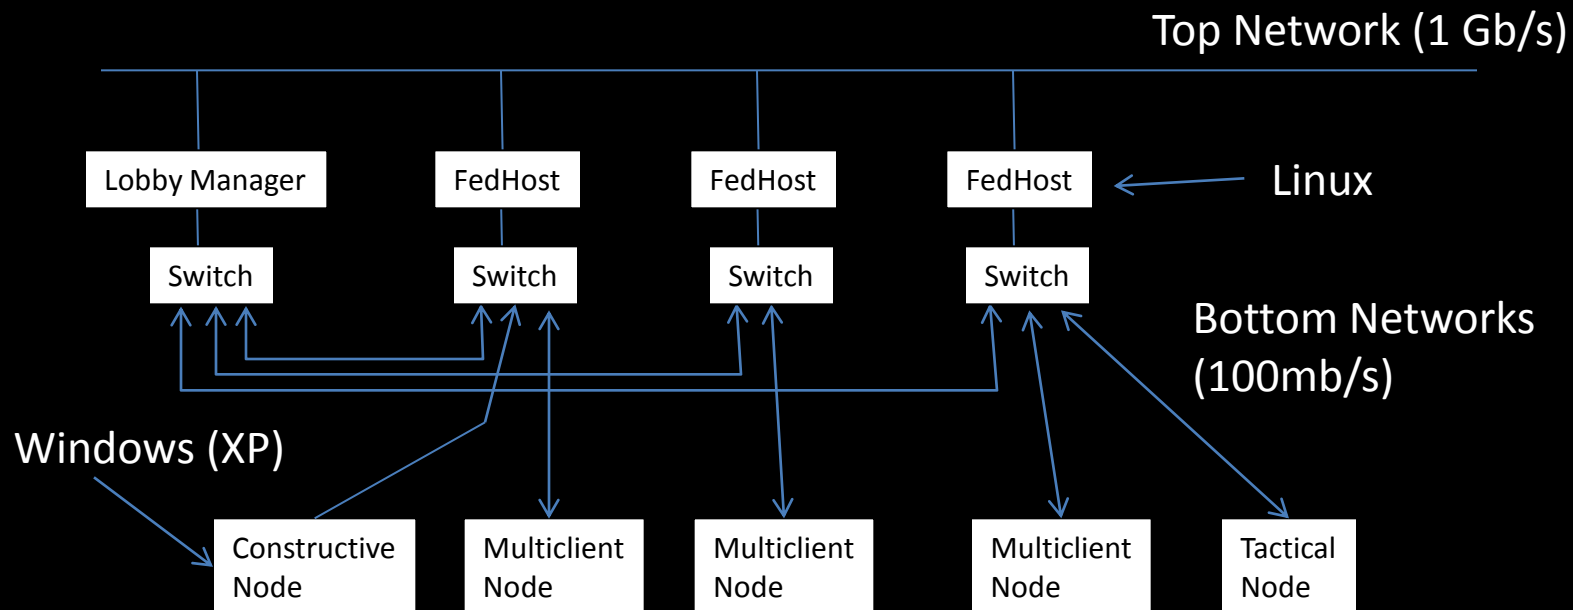 Top Network (1 Gb/s)
Lobby Manager
FedHost
FedHost
FedHost
Linux
Switch
Switch
Switch
Switch
Bottom Networks
(100mb/s)
Windows (XP)
Constructive
Node
Multiclient
Node
Multiclient
Node
Multiclient
Node
Tactical
Node